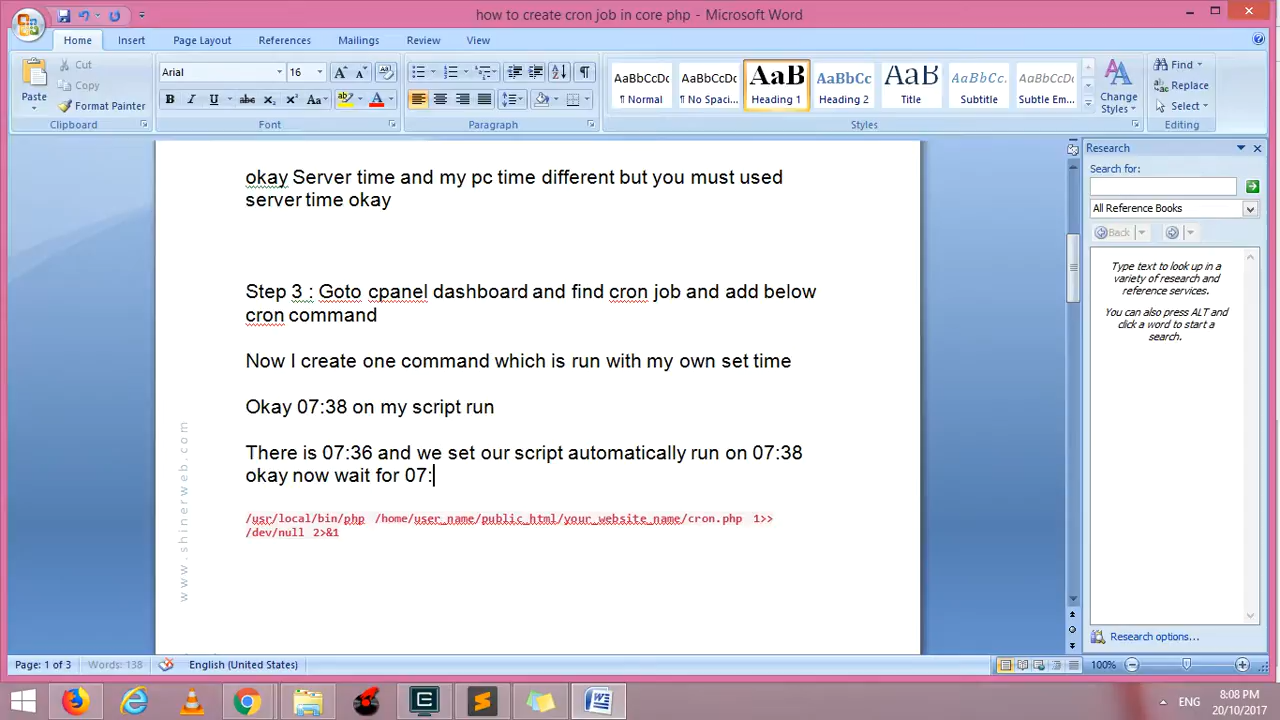 how to create cron job in core php - Microsoft Word
Home Insert Page Layout References Mailings Review View
Paste
Cut
Copy
Format Painter
Clipboard
Arial 16
Font
Paragraph
AaBbCcDc AaBbCcDc AaB AaBbCc AaB AaBbCc. AaBbCcDc
¶ Normal ¶ No Spaci... Heading 1 Heading 2 Title Subtitle Subtle Em...
Change Styles
Styles
Find
Replace
Select
Editing
okay Server time and my pc time different but you must used
server time okay
Step 3 : Goto cpanel dashboard and find cron job and add below
cron command
Now I create one command which is run with my own set time
Okay 07:38 on my script run
There is 07:36 and we set our script automatically run on 07:38
okay now wait for 07:
/usr/local/bin/php /home/user_name/public_html/your_website_name/cron.php 1>>
/dev/null 2>&1
www.shinerweb.com
Research
Search for:
All Reference Books
Back
Type text to look up in a
variety of research and
reference services.
You can also press ALT and
click a word to start a
search.
Research options...
Page: 1 of 3 Words: 138 English (United States) 100%
ENG
8:08 PM
20/10/2017